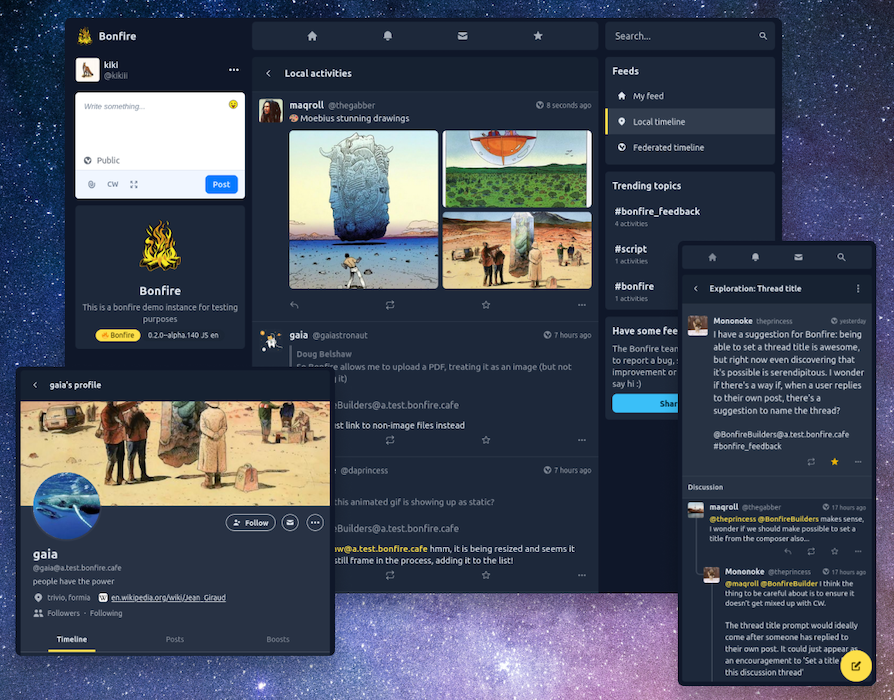 Bonfire
kiki
@kikiii
Write something...
Public
CW
Post
Bonfire
This is a bonfire demo instance for testing
purposes
Bonfire
0.2.0-alpha.140 JS en
Local activities
maqroll @thegabber
8 seconds ago
Moebius stunning drawings
gaia @gaiastronaut
7 hours ago
Doug Belshaw
So Bonfire allows me to upload a PDF, treating it as an image (but not
g it)
eBuilders@a.test.bonfire.cafe
st link to non-image files instead
@daprincess
7 hours ago
this animated gif is showing up as static?
eBuilders@a.test.bonfire.cafe
aw@a.test.bonfire.cafe hmm, it is being resized and seems it
still frame in the process, adding it to the list!
Search...
Feeds
My feed
Local timeline
Federated timeline
Trending topics
#bonfire_feedback
4 activities
#script
1 activities
#bonfire
1 activities
Have some fee
The Bonfire team
to report a bug, s
improvement or
say hi :)
Shar
gaia's profile
Follow
gaia
@gaia@a.test.bonfire.cafe
people have the power
trivio, formia
W
en.wikipedia.org/wiki/Jean_Giraud
Followers · Following
Timeline
Posts
Boosts
Exploration: Thread title
Mononoke theprincess
yesterday
I have a suggestion for Bonfire: being
able to set a thread title is awesome,
but right now even discovering that
it's possible is serendipitous. I wonder
if there's a way if, when a user replies
to their own post, there's a
suggestion to name the thread?
@BonfireBuilders@a.test.bonfire.cafe
#bonfire_feedback
Discussion
maqroll @thegabber
17 hours ago
@theprincess @BonfireBuilders makes sense,
I wonder if we should make possible to set a
title from the composer also...
Mononoke @theprincess
17 hours ago
@maqroll @BonfireBuilder I think the
thing to be careful about is to ensure it
doesn't get mixed up with CW.
The thread title prompt would ideally
come after someone has replied to
their own post. It could just appear as
an encouragement to 'Set a title
this discussion thread'